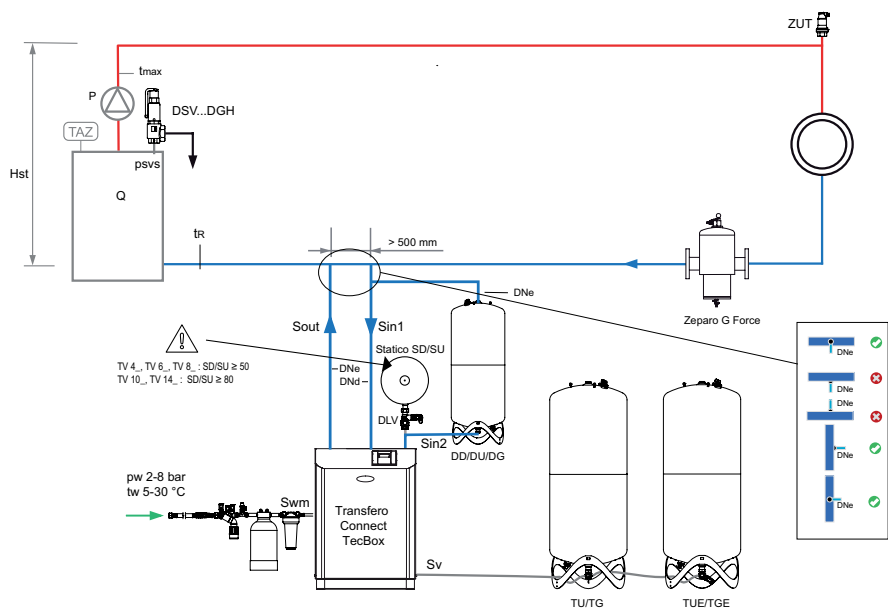 ZUT
tmax
P
DSV...DGH
TAZ
psvs
Hst
Q
tR
> 500 mm
DNe
Zeparo G Force
Sout
Sin1
Statico SD/SU
TV 4_, TV 6_, TV 8_ : SD/SU ≥ 50
TV 10_, TV 14_ : SD/SU ≥ 80
DNe
DNd
DLV
Sin2
DD/DU/DG
DNe
DNe
DNe
DNe
DNe
pw 2-8 bar
tw 5-30 °C
Swm
Transfero
Connect
TecBox
Sv
TU/TG
TUE/TGE